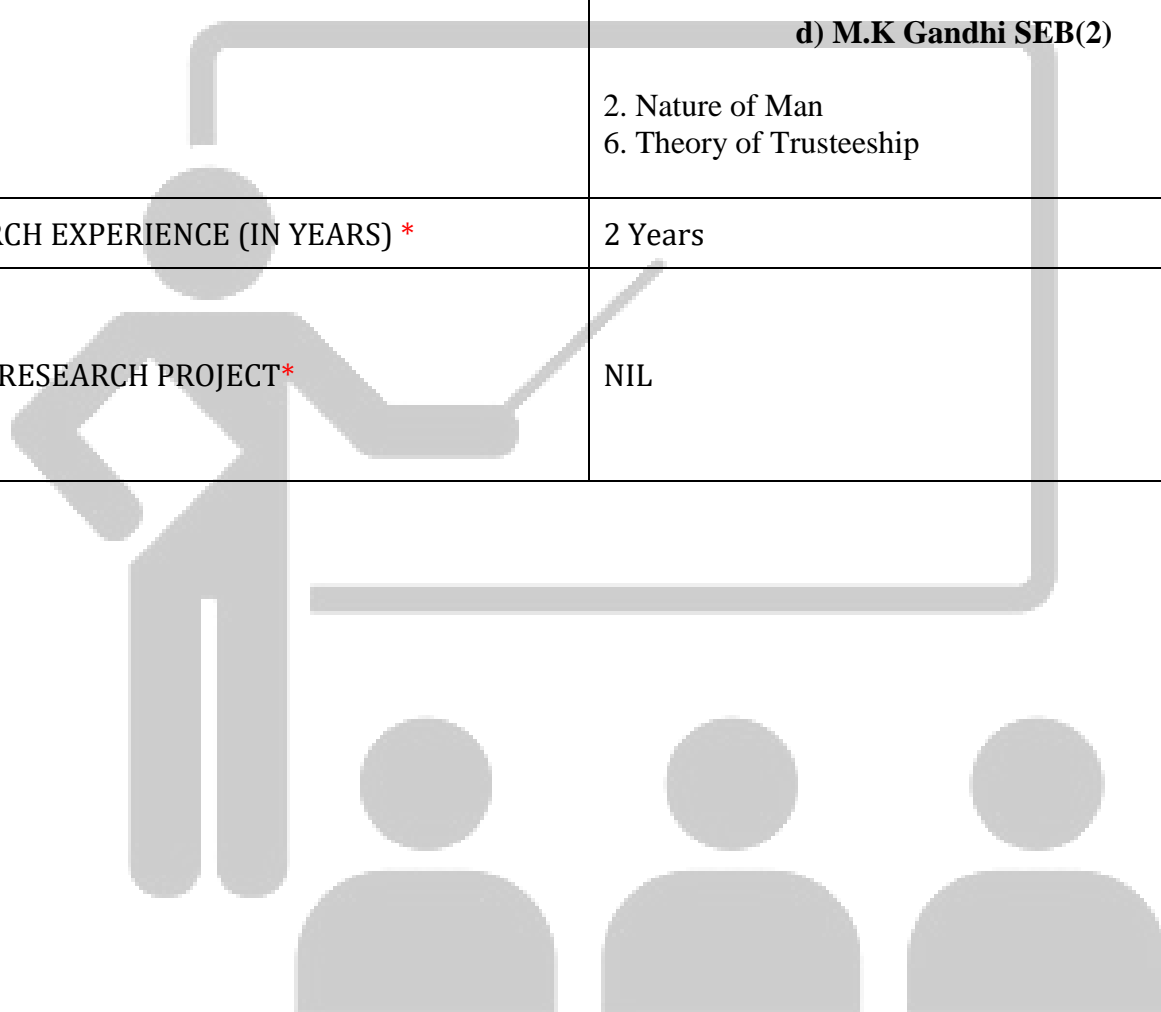 d) M.K Gandhi SEB(2)
2. Nature of Man
6. Theory of Trusteeship
RCH EXPERIENCE (IN YEARS) * 2 Years
RESEARCH PROJECT* NIL